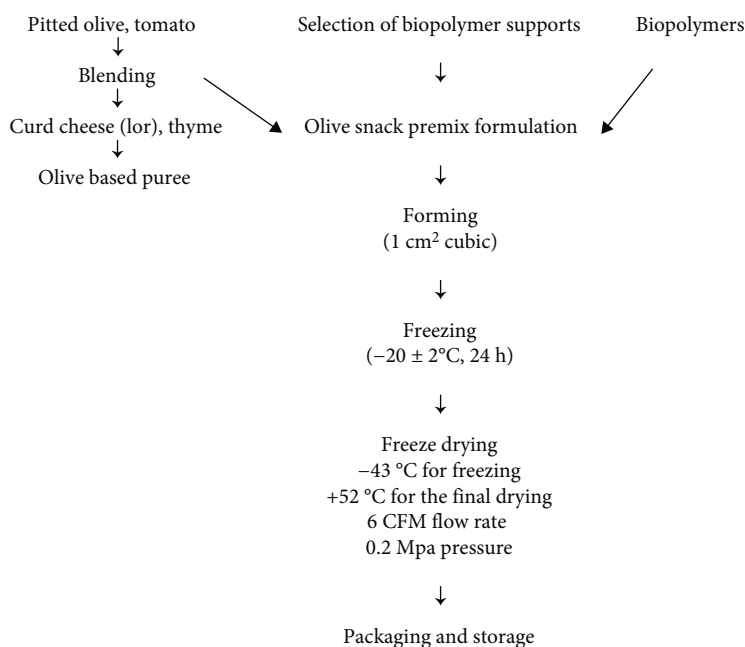 Pitted olive, tomato
Blending
Curd cheese (lor), thyme
Olive based puree
Selection of biopolymer supports
Biopolymers
Olive snack premix formulation
Forming
(1 cm² cubic)
Freezing
(−20 ± 2°C, 24 h)
Freeze drying
−43 °C for freezing
+52 °C for the final drying
6 CFM flow rate
0.2 Mpa pressure
Packaging and storage